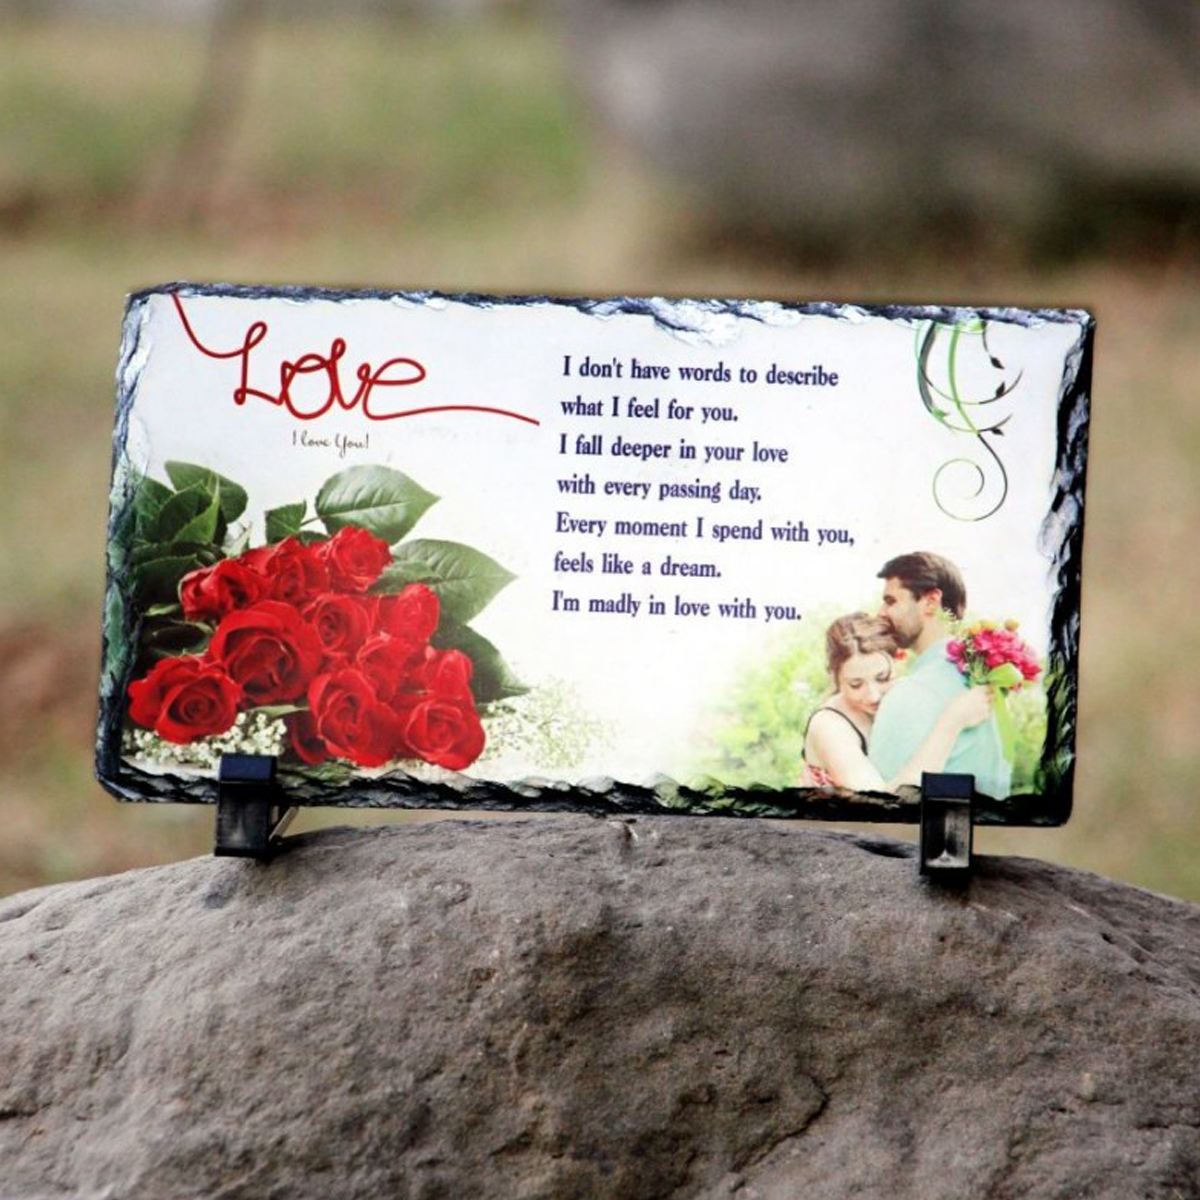 Love
I love You!
I don't have words to describe
what I feel for you.
I fall deeper in your love
with every passing day.
Every moment I spend with you,
feels like a dream.
I'm madly in love with you.